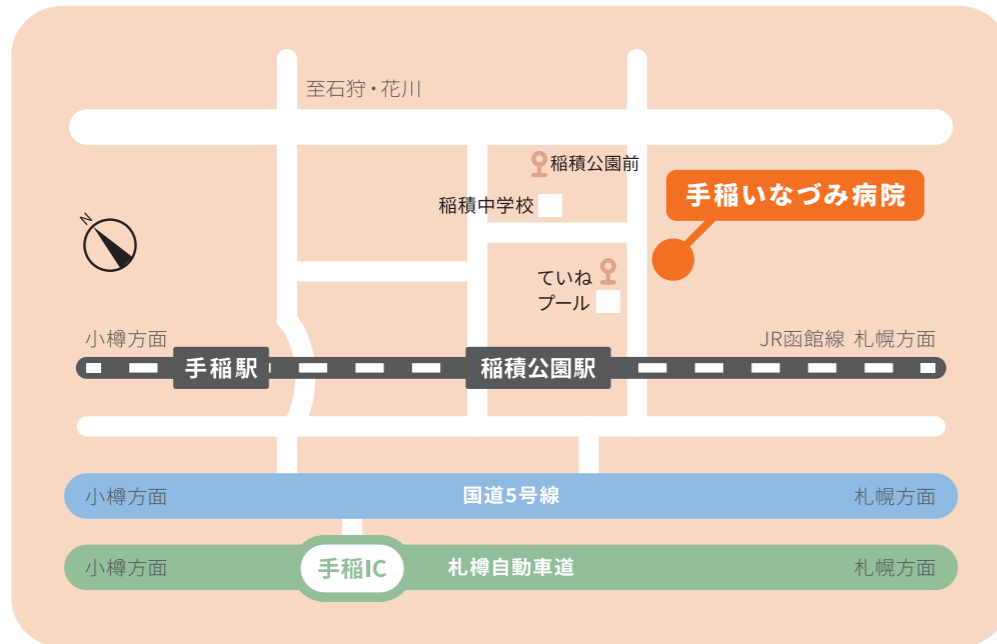 至石狩・花川
稲積公園前
稲積中学校
手稲いなづみ病院
N
ていね
プール
小樽方面
JR函館線 札幌方面
手稲駅
稲積公園駅
小樽方面
国道5号線
札幌方面
小樽方面
手稲IC
札樽自動車道
札幌方面